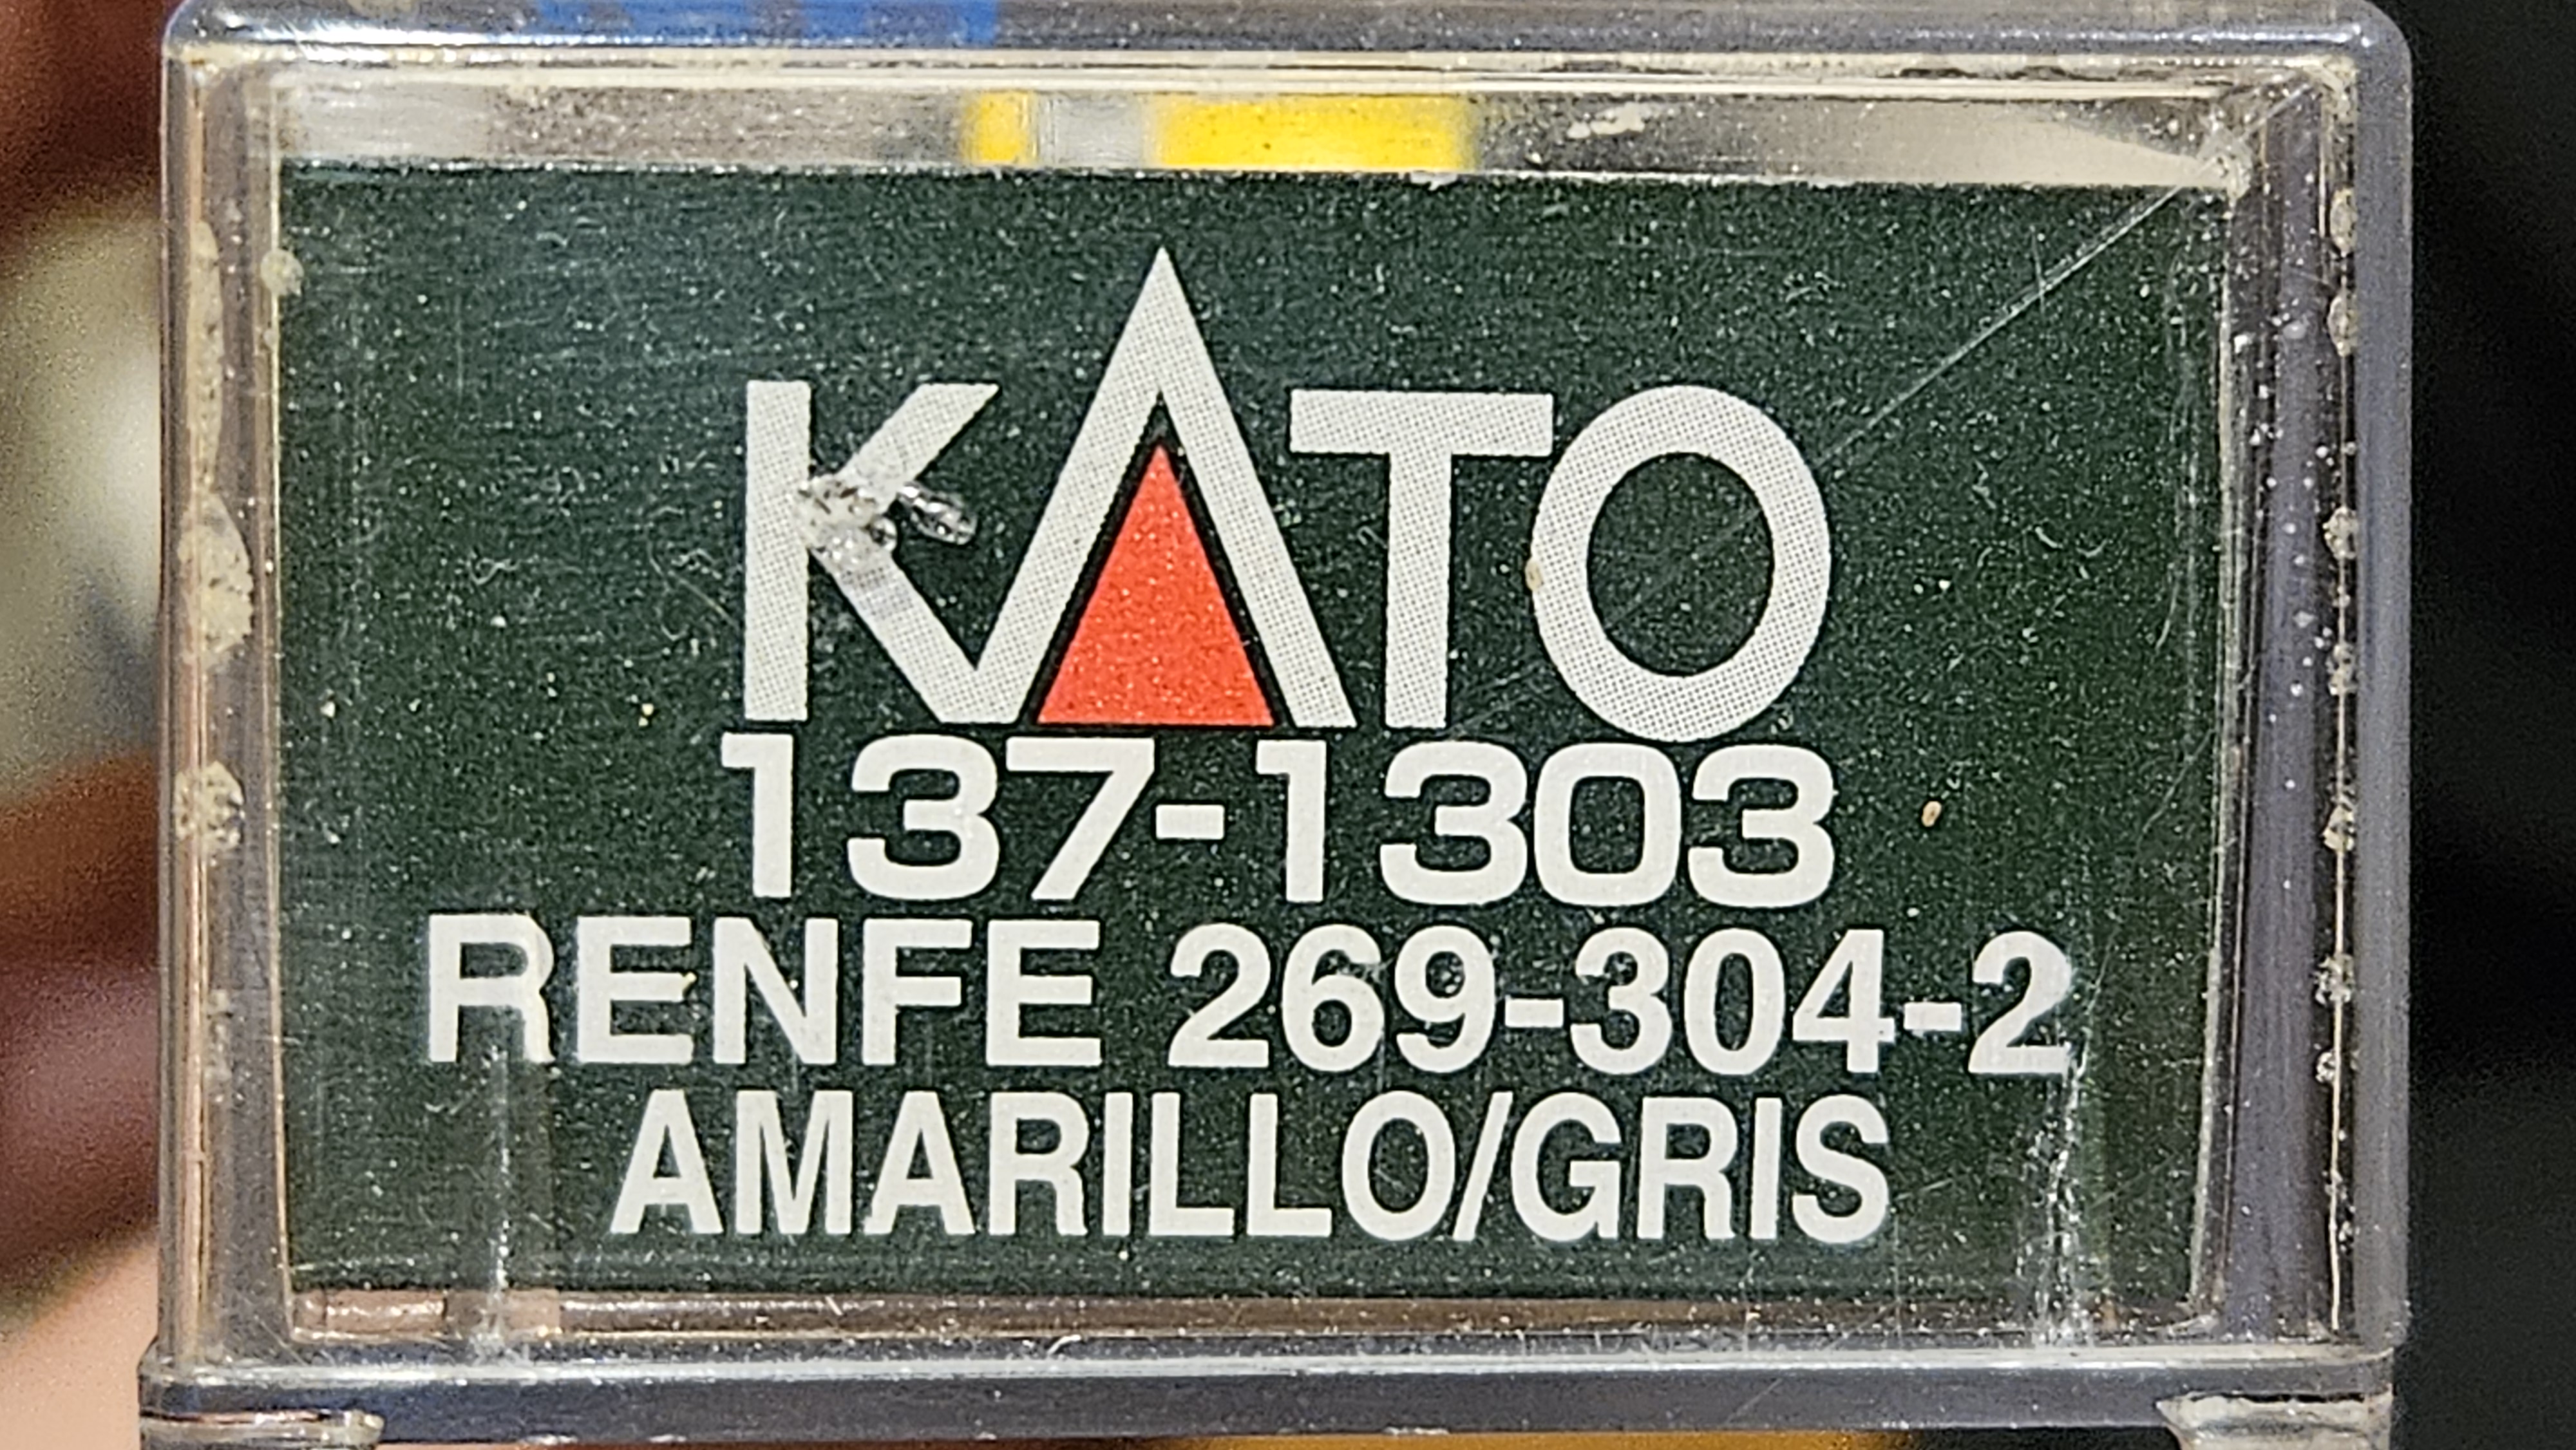 KATO
137-1303
RENFE 269-304-2
AMARILLO/GRIS